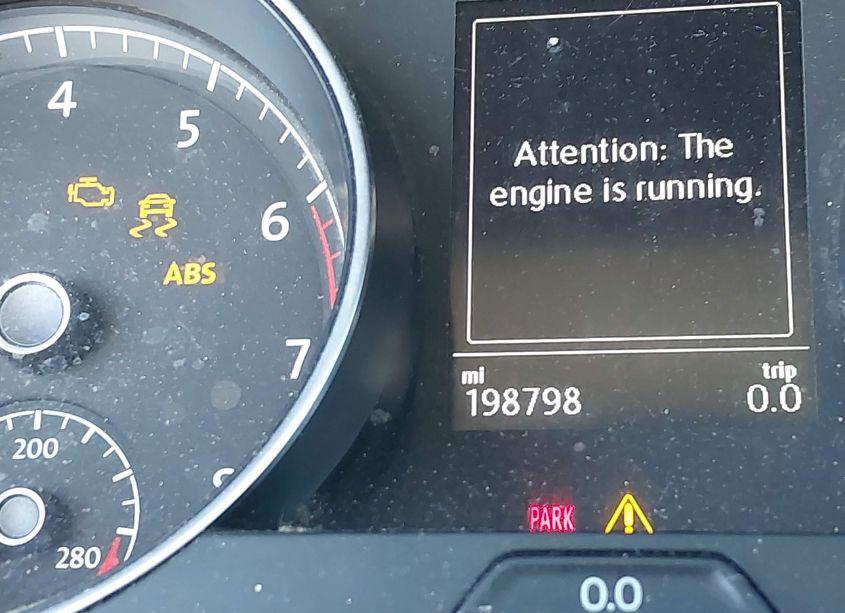 4
5
6
7
8
ABS
200
280
Attention: The
engine is running.
mi trip
198798 0.0
PARK
0.0